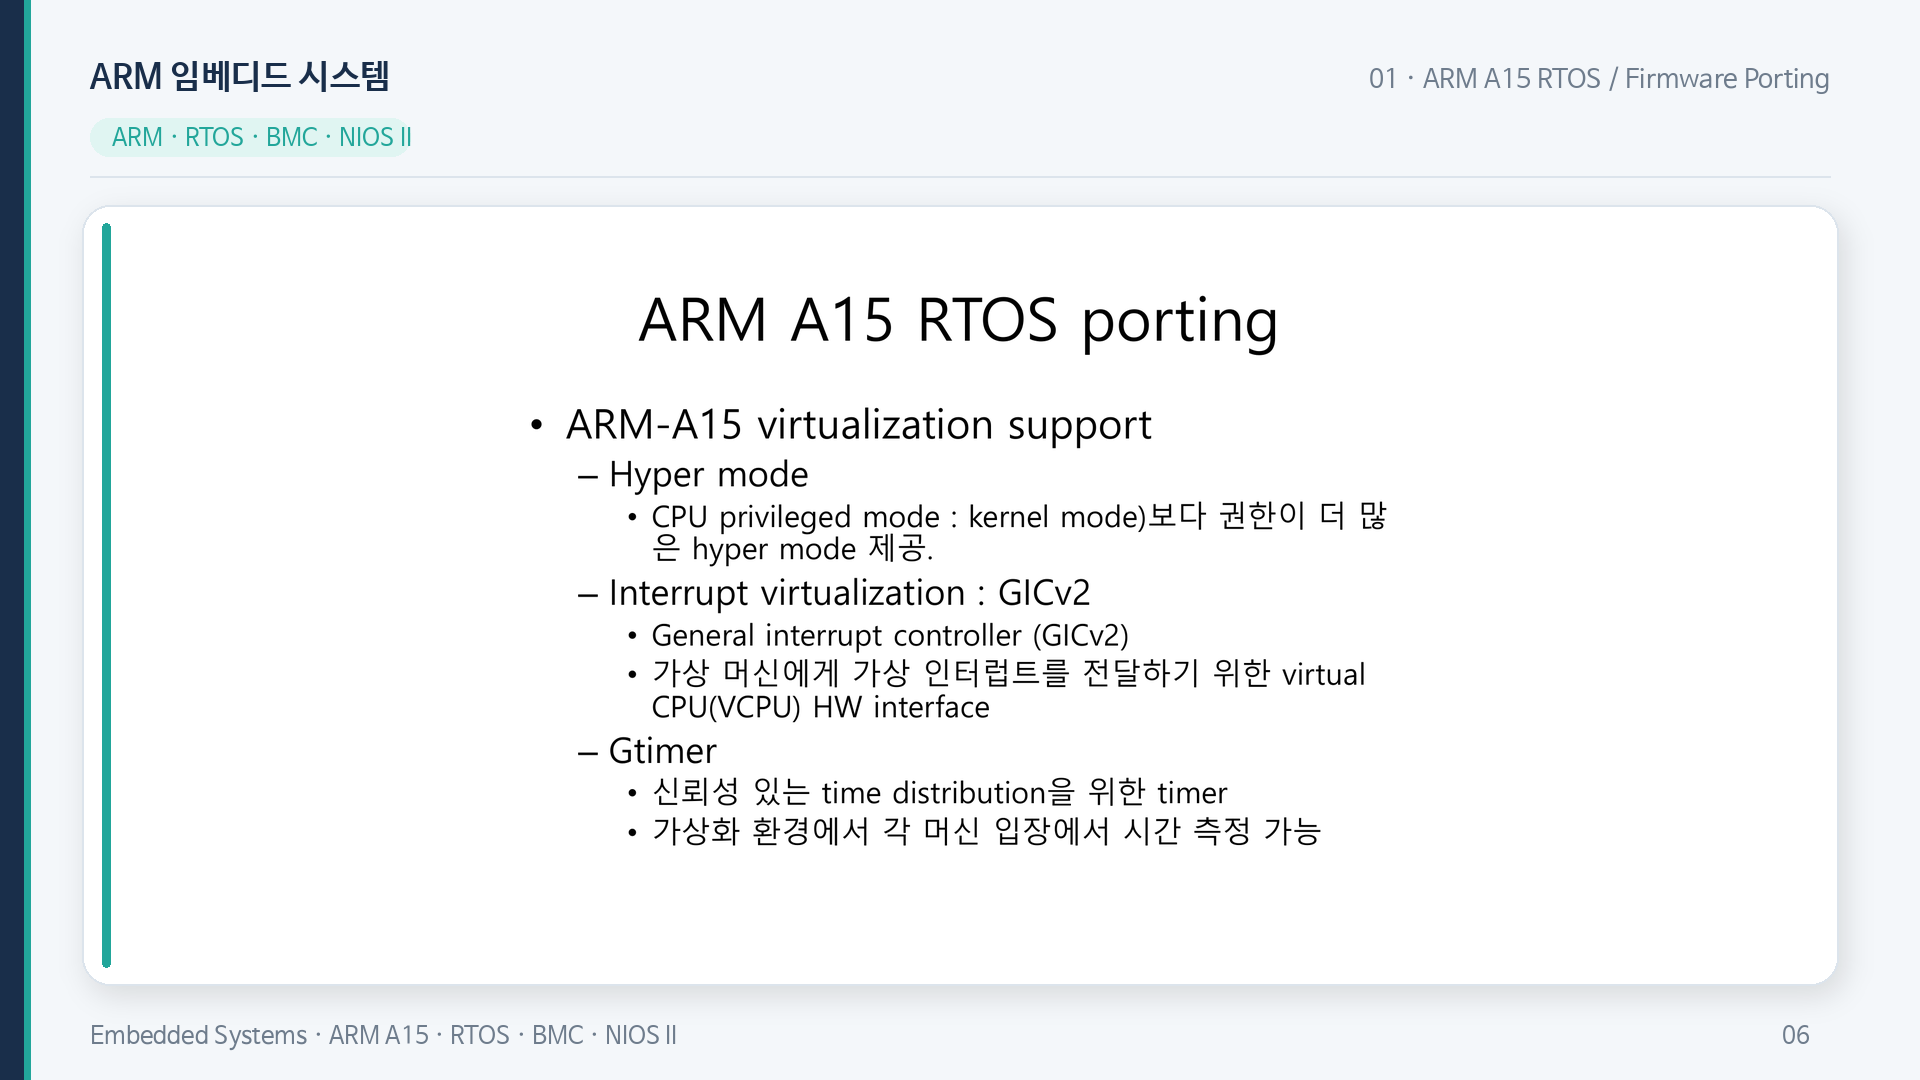 ARM 임베디드 시스템
01 · ARM A15 RTOS / Firmware Porting
ARM · RTOS · BMC · NIOS II
ARM A15 RTOS porting
• ARM-A15 virtualization support
– Hyper mode
• CPU privileged mode : kernel mode)보다 권한이 더 많
은 hyper mode 제공.
– Interrupt virtualization : GICv2
• General interrupt controller (GICv2)
• 가상 머신에게 가상 인터럽트를 전달하기 위한 virtual
CPU(VCPU) HW interface
– Gtimer
• 신뢰성 있는 time distribution을 위한 timer
• 가상화 환경에서 각 머신 입장에서 시간 측정 가능
Embedded Systems · ARM A15 · RTOS · BMC · NIOS II
06